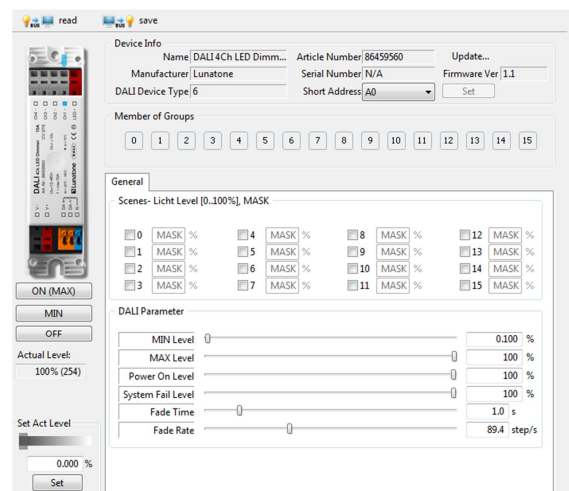 read save
Device Info
Name DALI 4Ch LED Dimm... Article Number 86459560 Update...
Manufacturer Lunatone Serial Number N/A Firmware Ver 1.1
DALI Device Type 6 Short Address A0 Set
Member of Groups
0 1 2 3 4 5 6 7 8 9 10 11 12 13 14 15
General
Scenes- Licht Level [0..100%], MASK
0 MASK % 4 MASK % 8 MASK % 12 MASK %
1 MASK % 5 MASK % 9 MASK % 13 MASK %
2 MASK % 6 MASK % 10 MASK % 14 MASK %
3 MASK % 7 MASK % 11 MASK % 15 MASK %
ON (MAX)
MIN
OFF
Actual Level:
100% (254)
Set Act Level
0.000 %
Set
DALI Parameter
MIN Level 0.100 %
MAX Level 100 %
Power On Level 100 %
System Fail Level 100 %
Fade Time 1.0 s
Fade Rate 89.4 step/s
DALI 4Ch LED Dimmer
Lunatone